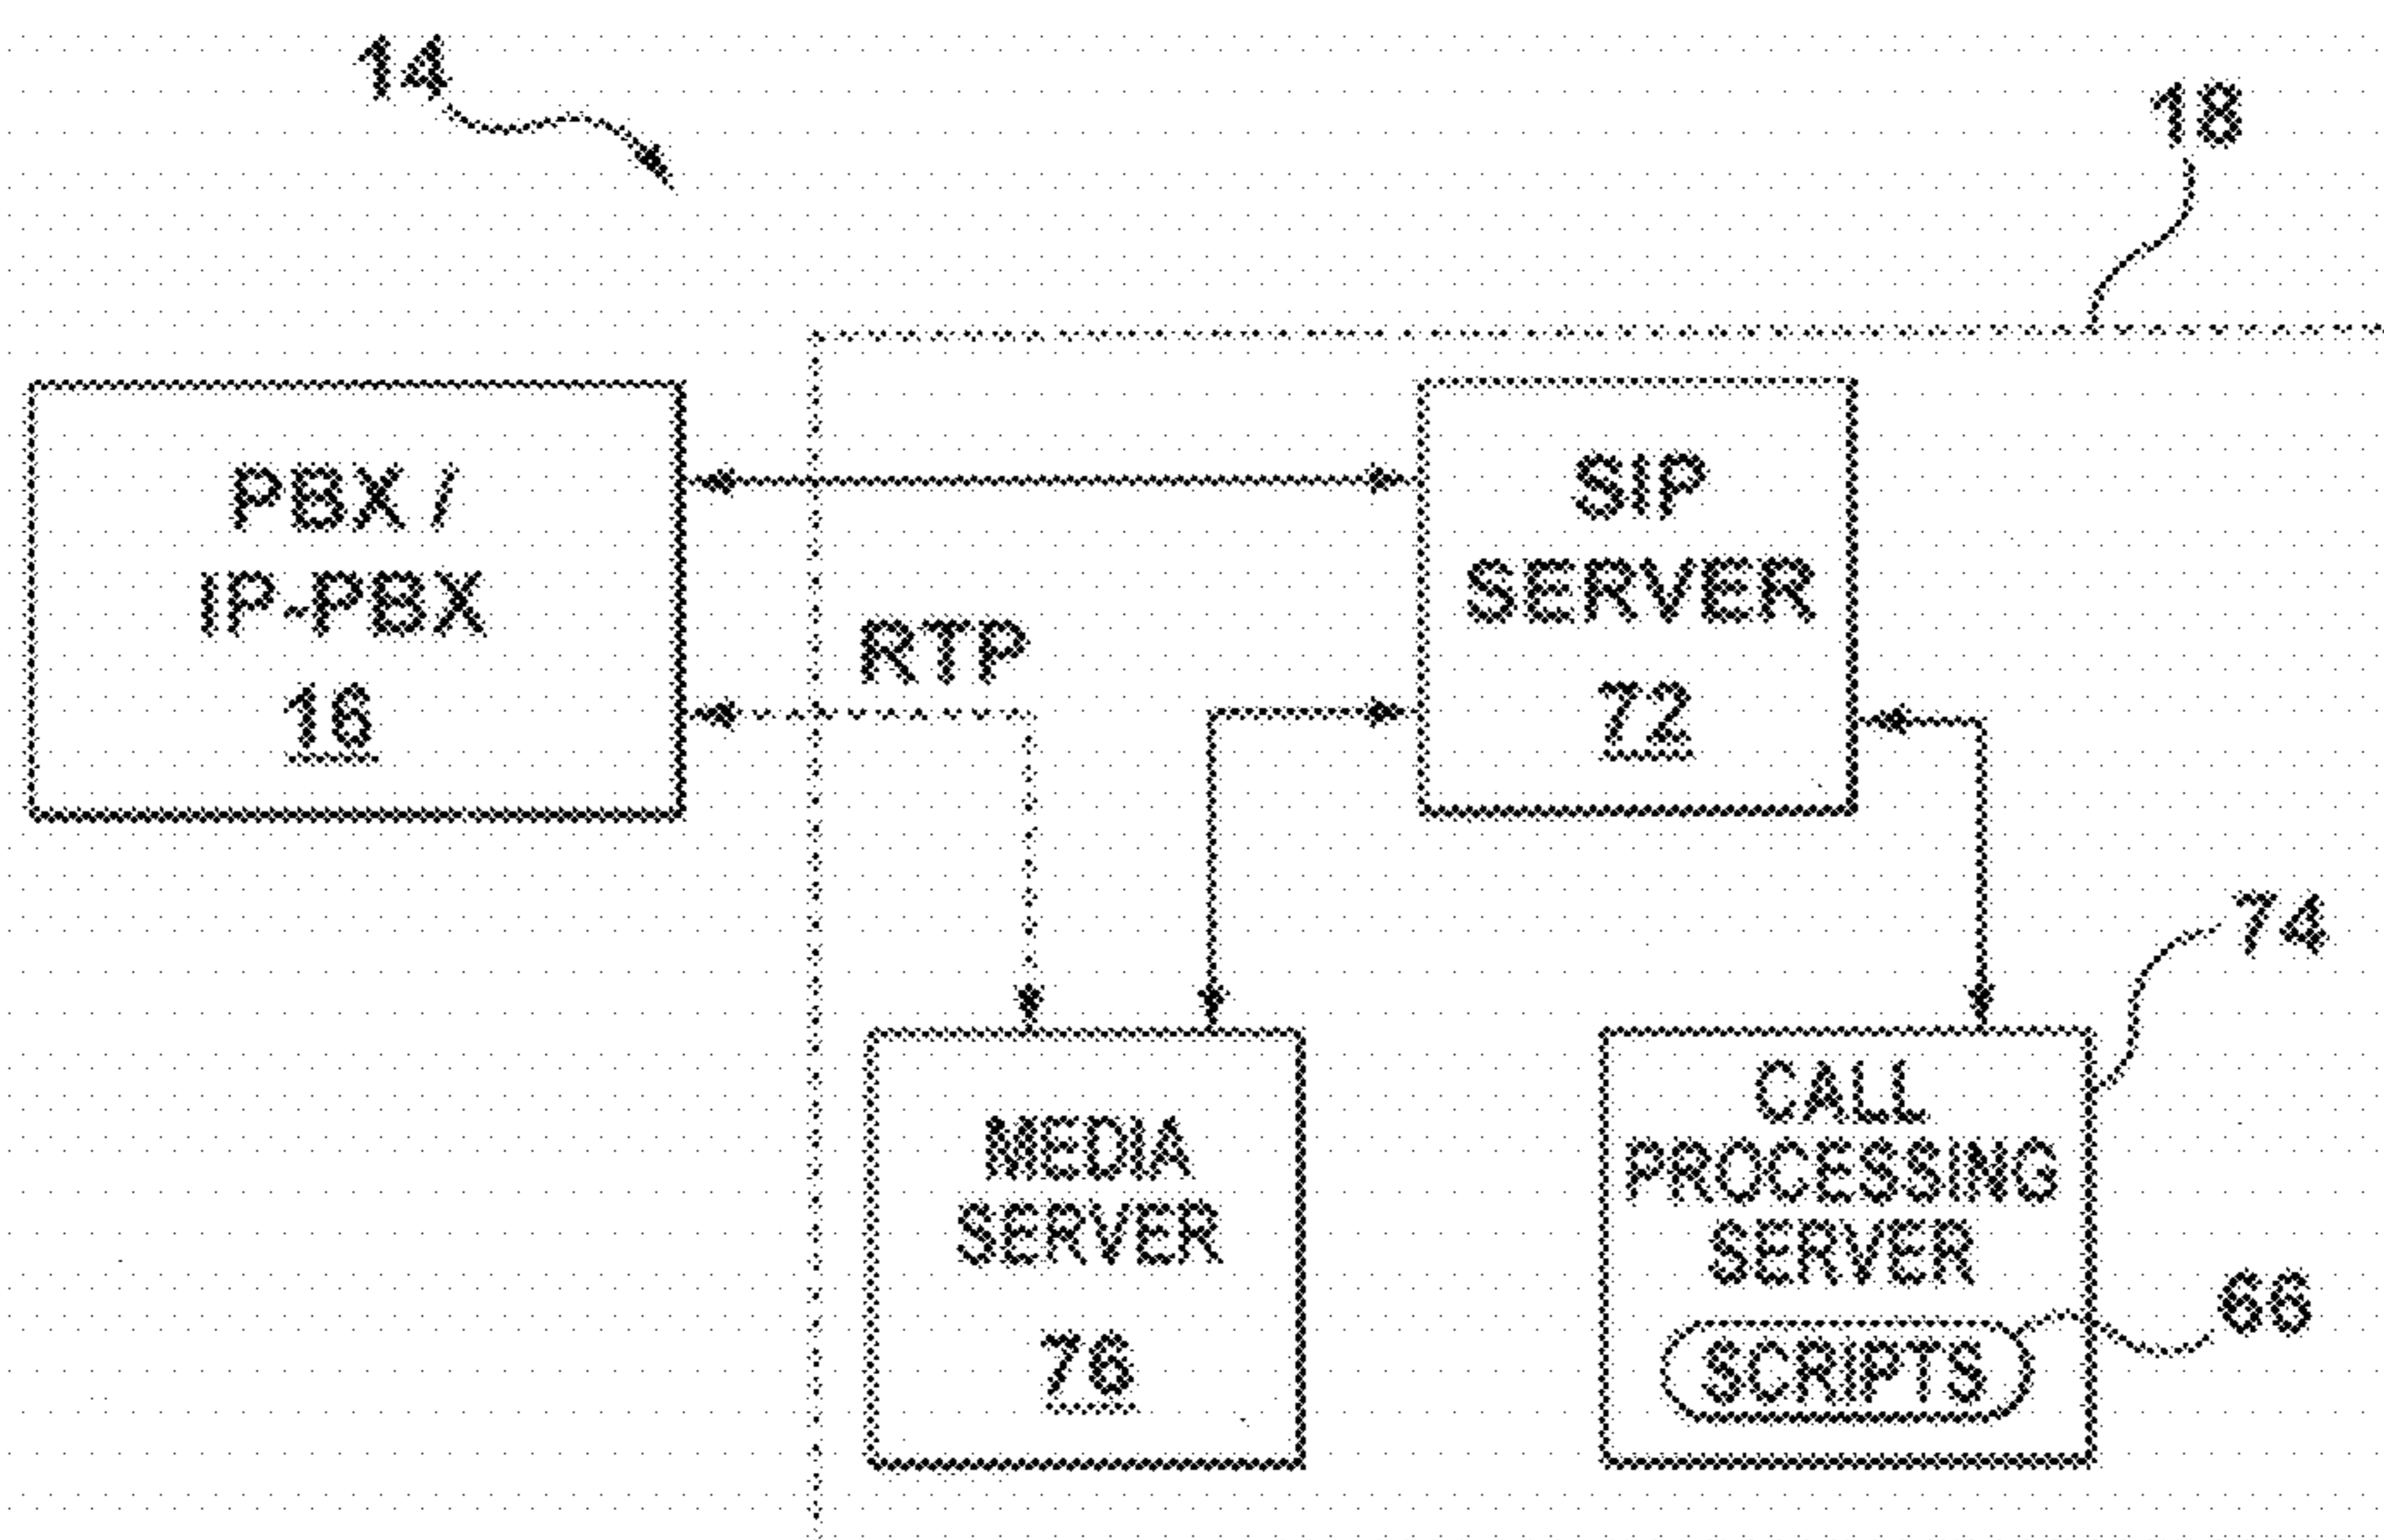 14
18
PBX /
IP-PBX
16
SIP
SERVER
72
RTP
74
MEDIA
SERVER
76
CALL
PROCESSING
SERVER
SCRIPTS
66